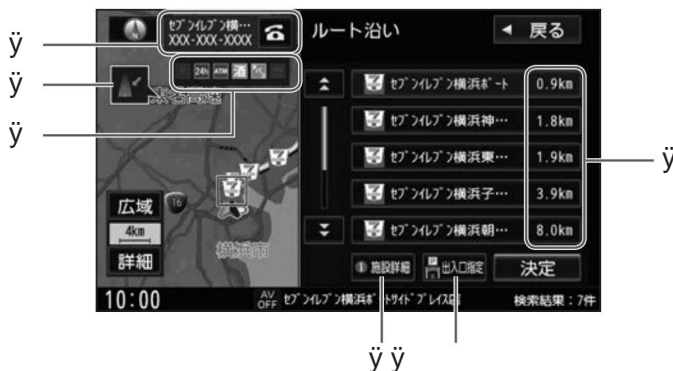 ÿ
ÿ
ÿ
ÿ
ÿ ÿ
N
セブンイレブン横…
XXX-XXX-XXXX
24h ATM 酒
東名高速
16
広域
4km
詳細
横浜市
ルート沿い
◀ 戻る
セブンイレブン横浜ポート 0.9km
セブンイレブン横浜神… 1.8km
セブンイレブン横浜東… 1.9km
セブンイレブン横浜子… 3.9km
セブンイレブン横浜朝… 8.0km
施設詳細
出入口指定
決定
10:00
AV OFF
セブンイレブン横浜ポートサイドプレイス店
検索結果：7件